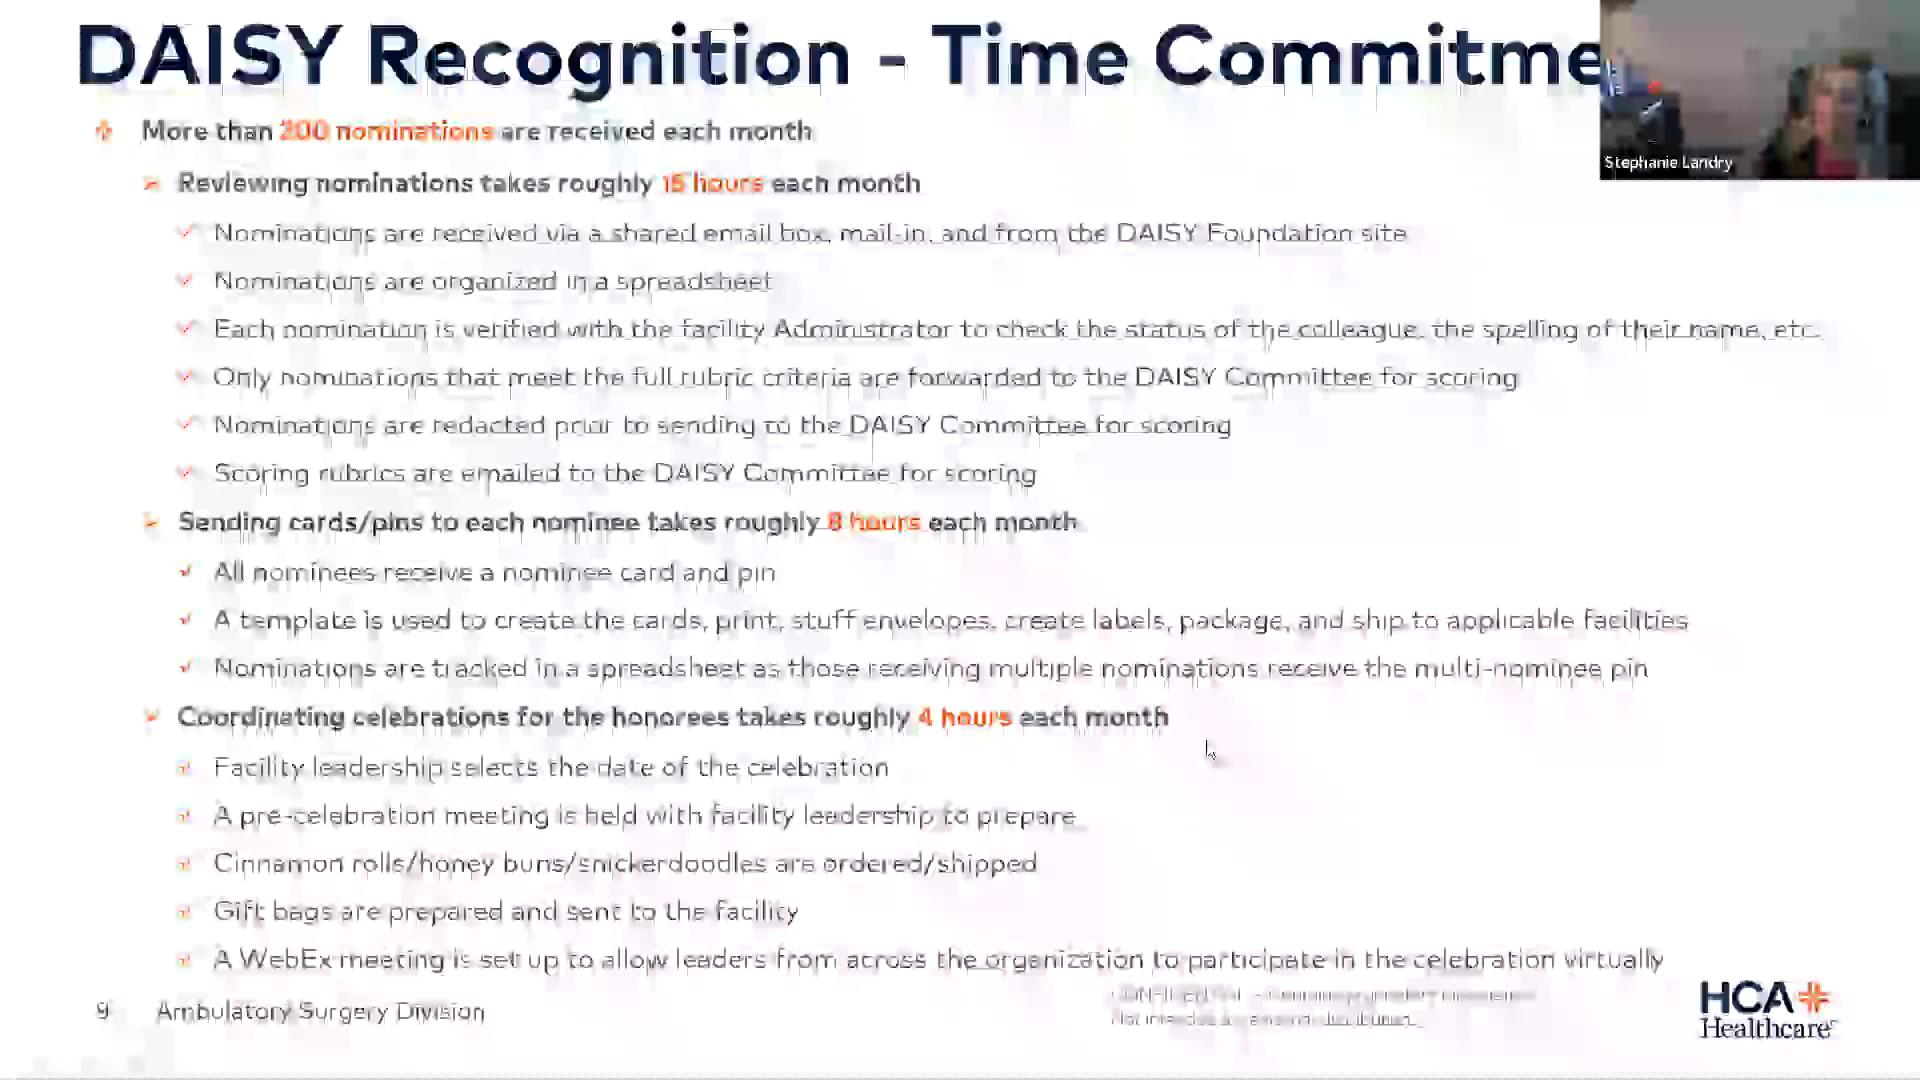 DAISY Recognition - Time Commitme
Stephanie Landry
More than 200 nominations are received each month
Reviewing nominations takes roughly 15 hours each month
Nominations are received via a shared email box, mail-in, and from the DAISY Foundation site
Nominations are organized in a spreadsheet
Each nomination is verified with the facility Administrator to check the status of the colleague, the spelling of their name, etc.
Only nominations that meet the full rubric criteria are forwarded to the DAISY Committee for scoring
Nominations are redacted prior to sending to the DAISY Committee for scoring
Scoring rubrics are emailed to the DAISY Committee for scoring
Sending cards/pins to each nominee takes roughly 8 hours each month
All nominees receive a nominee card and pin
A template is used to create the cards, print, stuff envelopes, create labels, package, and ship to applicable facilities
Nominations are tracked in a spreadsheet as those receiving multiple nominations receive the multi-nominee pin
Coordinating celebrations for the honorees takes roughly 4 hours each month
Facility leadership selects the date of the celebration
A pre-celebration meeting is held with facility leadership to prepare
Cinnamon rolls/honey buns/snickerdoodles are ordered/shipped
Gift bags are prepared and sent to the facility
A WebEx meeting is set up to allow leaders from across the organization to participate in the celebration virtually
9 Ambulatory Surgery Division
HCA
Healthcare